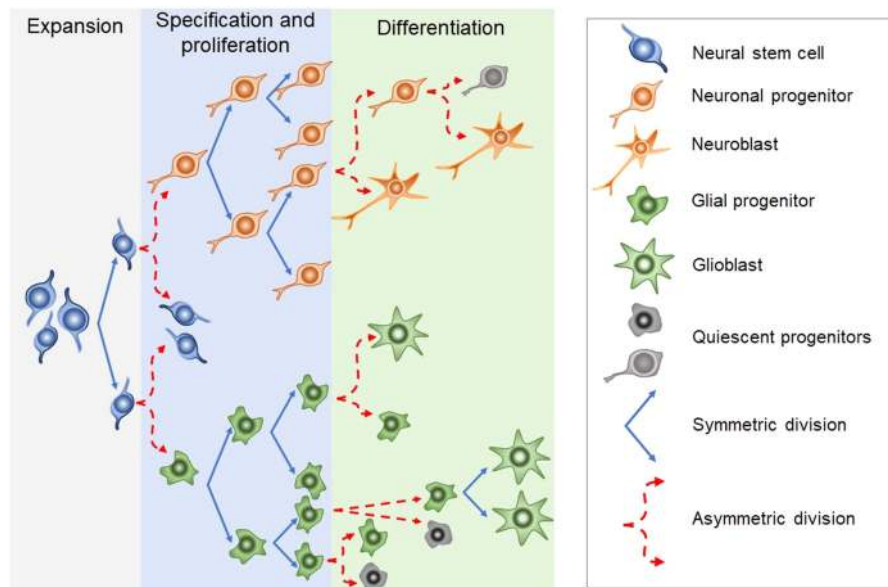 Expansion
Specification and
proliferation
Differentiation
Neural stem cell
Neuronal progenitor
Neuroblast
Glial progenitor
Glioblast
Quiescent progenitors
Symmetric division
Asymmetric division